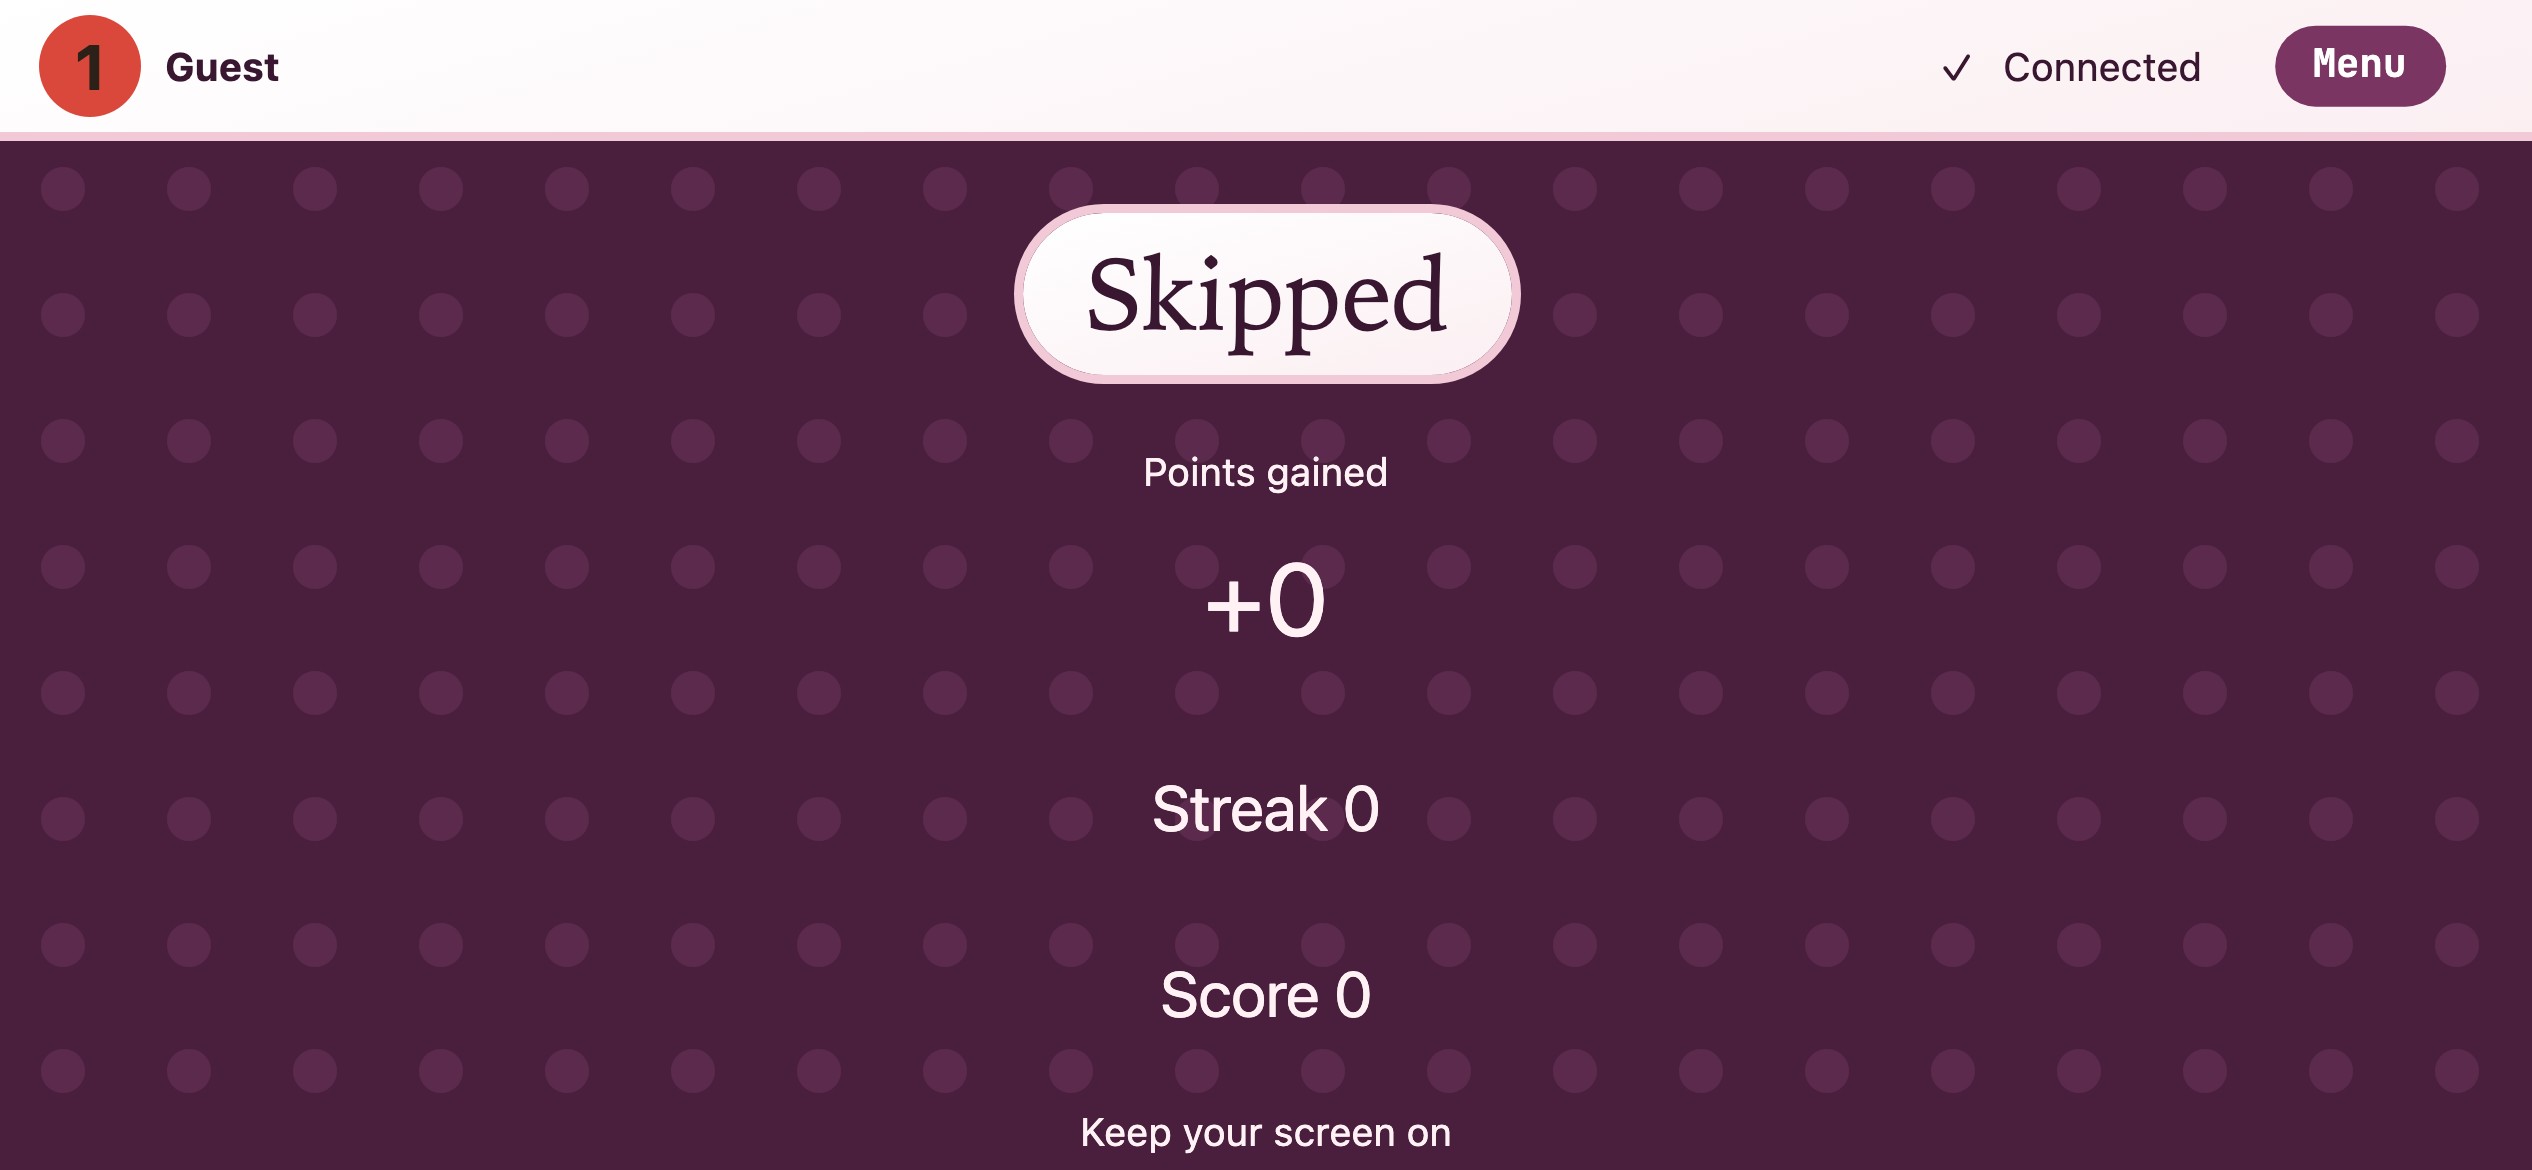 1 Guest ✓ Connected Menu
Skipped
Points gained
+0
Streak 0
Score 0
Keep your screen on